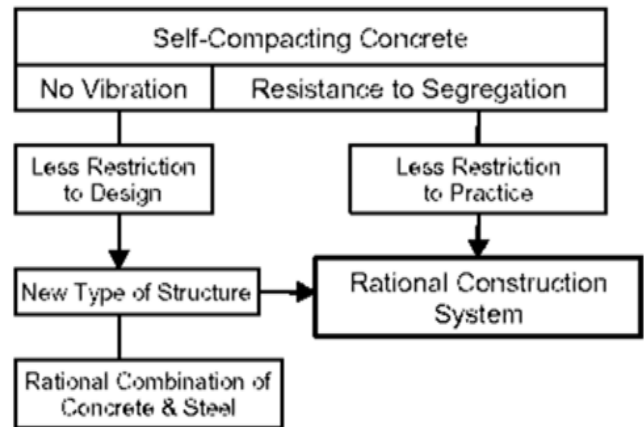 Self-Compacting Concrete
No Vibration
Resistance to Segregation
Less Restriction
to Design
Less Restriction
to Practice
New Type of Structure
Rational Construction
System
Rational Combination of
Concrete & Steel